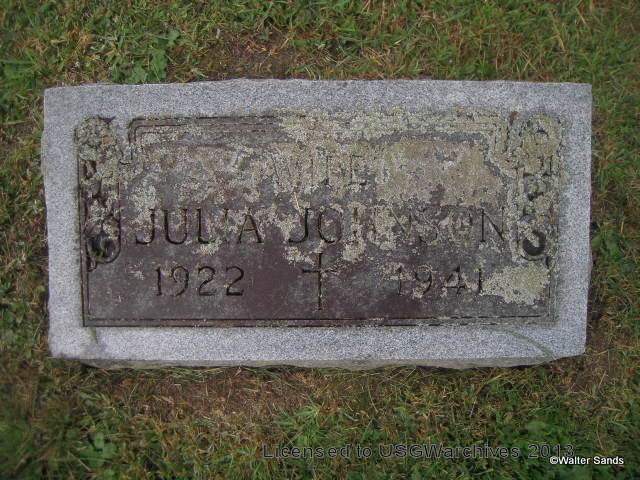 WIFE
JULIA JOHNSON
1922 1941
Licensed to USGWarchives 2013
©Walter Sands